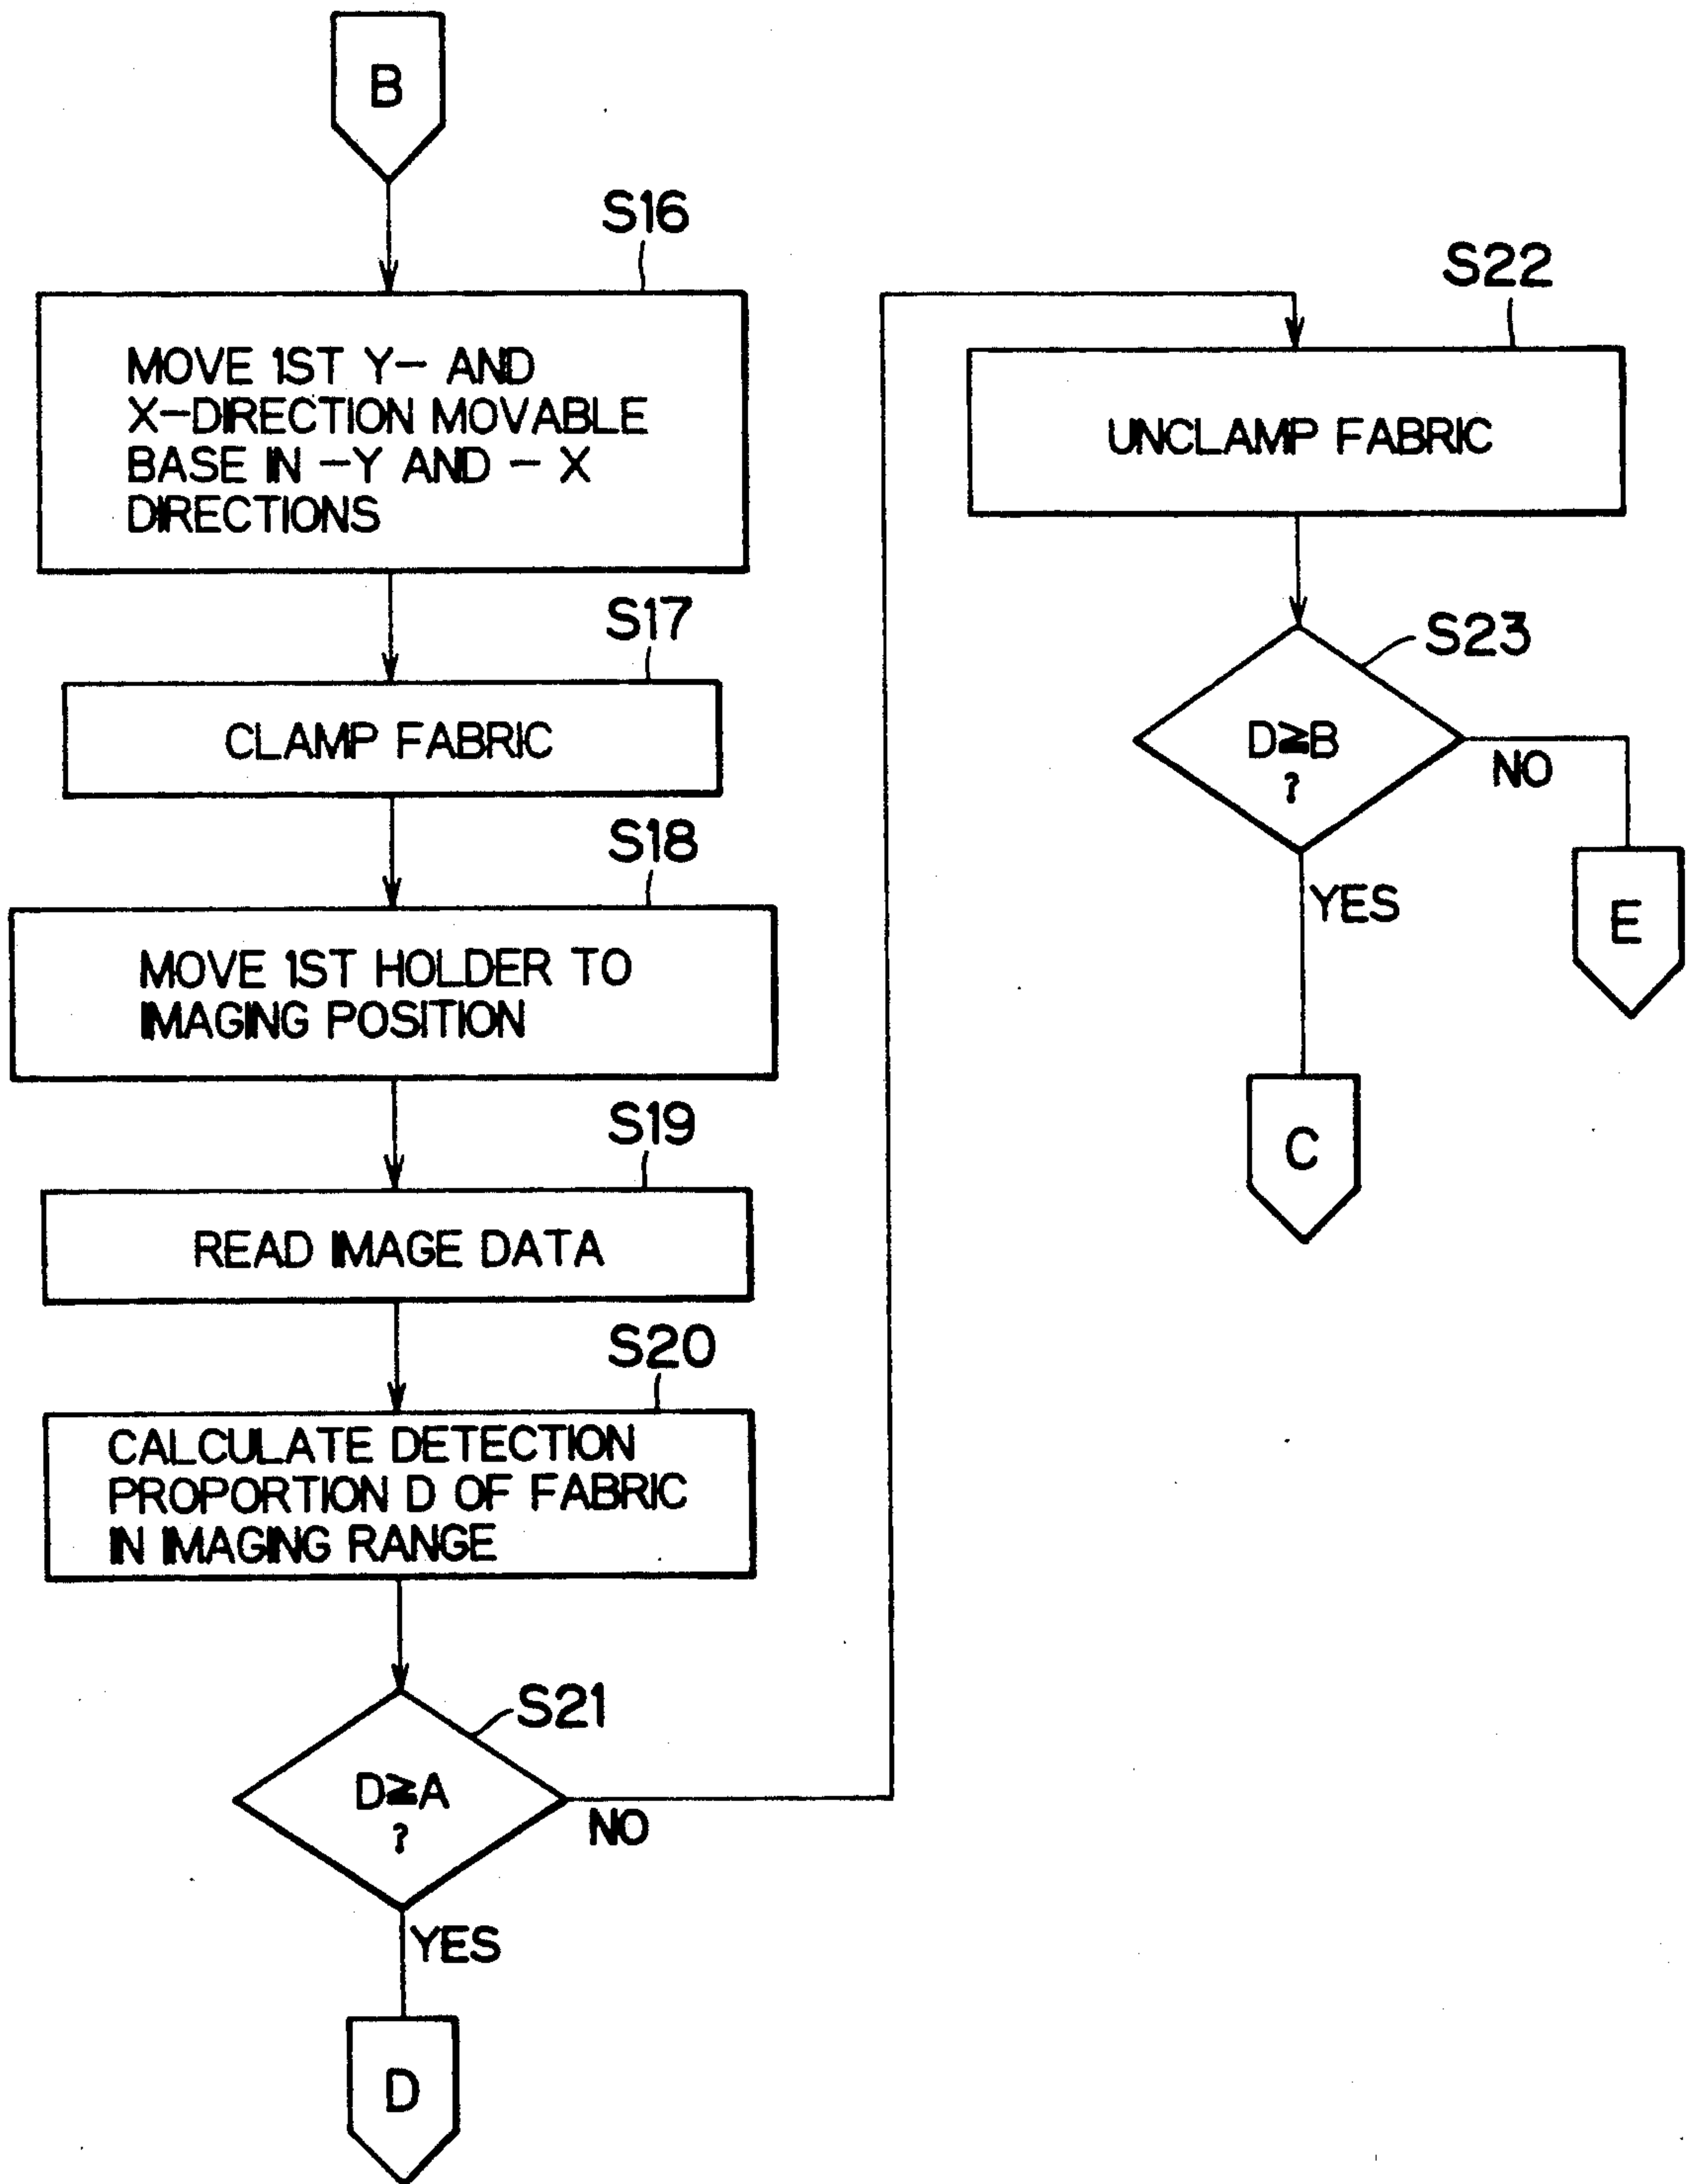 B
S16
MOVE 1ST Y- AND
X-DIRECTION MOVABLE
BASE IN -Y AND - X
DIRECTIONS
S17
CLAMP FABRIC
S18
MOVE 1ST HOLDER TO
IMAGING POSITION
S19
READ IMAGE DATA
S20
CALCULATE DETECTION
PROPORTION D OF FABRIC
IN IMAGING RANGE
S21
D≧A
?
NO
YES
D
S22
UNCLAMP FABRIC
S23
D≧B
?
NO
YES
E
C